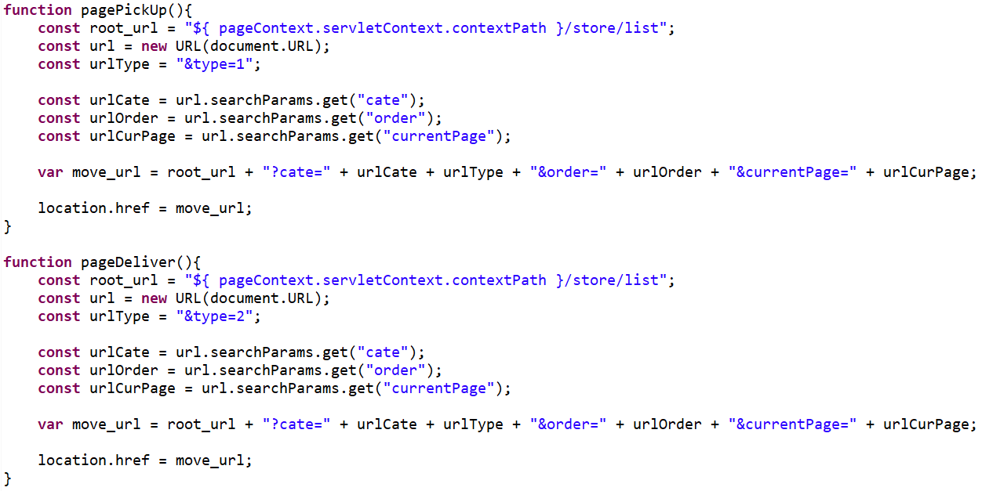 function pagePickUp(){
    const root_url = "${ pageContext.servletContext.contextPath }/store/list";
    const url = new URL(document.URL);
    const urlType = "&type=1";

    const urlCate = url.searchParams.get("cate");
    const urlOrder = url.searchParams.get("order");
    const urlCurPage = url.searchParams.get("currentPage");

    var move_url = root_url + "?cate=" + urlCate + urlType + "&order=" + urlOrder + "&currentPage=" + urlCurPage;

    location.href = move_url;
}

function pageDeliver(){
    const root_url = "${ pageContext.servletContext.contextPath }/store/list";
    const url = new URL(document.URL);
    const urlType = "&type=2";

    const urlCate = url.searchParams.get("cate");
    const urlOrder = url.searchParams.get("order");
    const urlCurPage = url.searchParams.get("currentPage");

    var move_url = root_url + "?cate=" + urlCate + urlType + "&order=" + urlOrder + "&currentPage=" + urlCurPage;

    location.href = move_url;
}